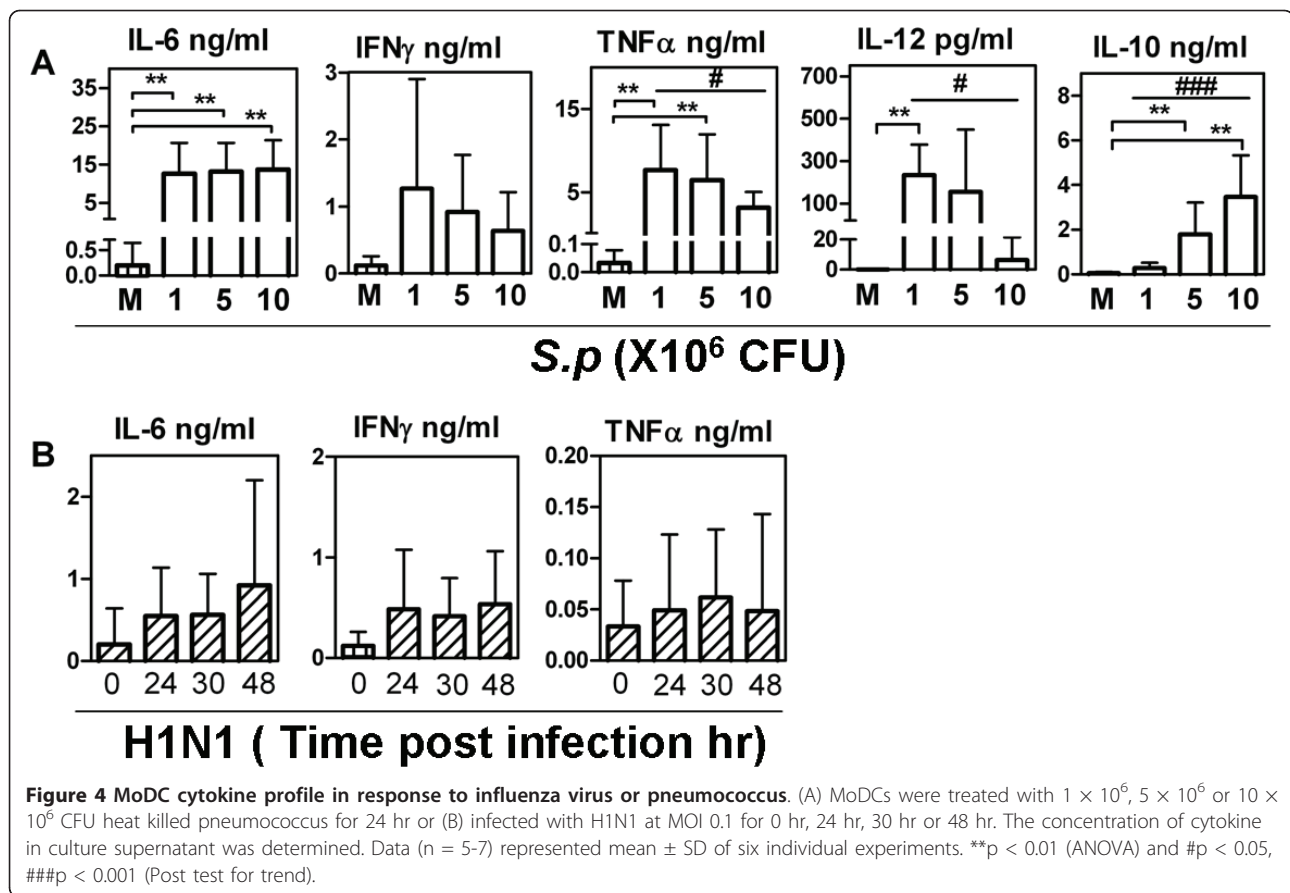 IL-6 ng/ml IFNγ ng/ml TNFα ng/ml IL-12 pg/ml IL-10 ng/ml
A
35
25
15
5
0.5
0.0
**
**
**
M 1 5 10
3
2
1
0
M 1 5 10
15
5
0.1
0.0
**
**
#
M 1 5 10
700
500
300
100
20
0
**
#
M 1 5 10
8
6
4
2
0
###
**
**
M 1 5 10
S.p (X10⁶ CFU)
IL-6 ng/ml IFNγ ng/ml TNFα ng/ml
B
2
1
0
0 24 30 48
2
1
0
0 24 30 48
0.20
0.15
0.10
0.05
0.00
0 24 30 48
H1N1 ( Time post infection hr)
Figure 4 MoDC cytokine profile in response to influenza virus or pneumococcus. (A) MoDCs were treated with 1 × 10⁶, 5 × 10⁶ or 10 ×
10⁶ CFU heat killed pneumococcus for 24 hr or (B) infected with H1N1 at MOI 0.1 for 0 hr, 24 hr, 30 hr or 48 hr. The concentration of cytokine
in culture supernatant was determined. Data (n = 5-7) represented mean ± SD of six individual experiments. **p < 0.01 (ANOVA) and #p < 0.05,
###p < 0.001 (Post test for trend).